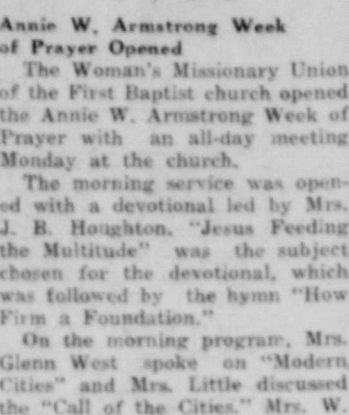 Annie W. Armstrong Week
of Prayer Opened
The Woman's Missionary Union
of the First Baptist church opened
the Annie W. Armstrong Week of
Prayer with an all-day meeting
Monday at the church.
The morning service was open-
ed with a devotional led by Mrs.
J. B. Houghton. "Jesus Feeding
the Multitude" was the subject
chosen for the devotional, which
was followed by the hymn "How
Firm a Foundation."
On the morning program, Mrs.
Glenn West spoke on "Modern
Cities" and Mrs. Little discussed
the "Call of the Cities." Mrs. W.